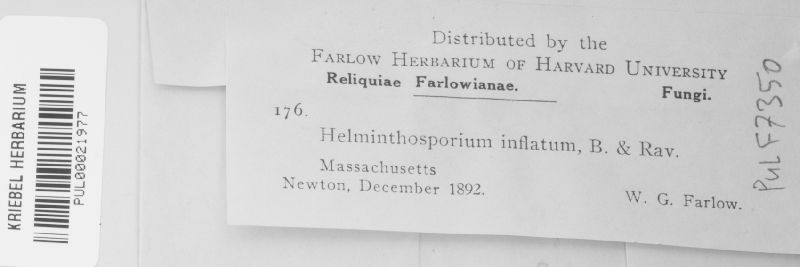 KRIEBEL HERBARIUM
PUL00021977
Distributed by the
FARLOW HERBARIUM OF HARVARD UNIVERSITY
Reliquiae Farlowianae.
Fungi.
176.
Helminthosporium inflatum, B. & Rav.
Massachusetts
Newton, December 1892.
W. G. Farlow.
PUL F7350